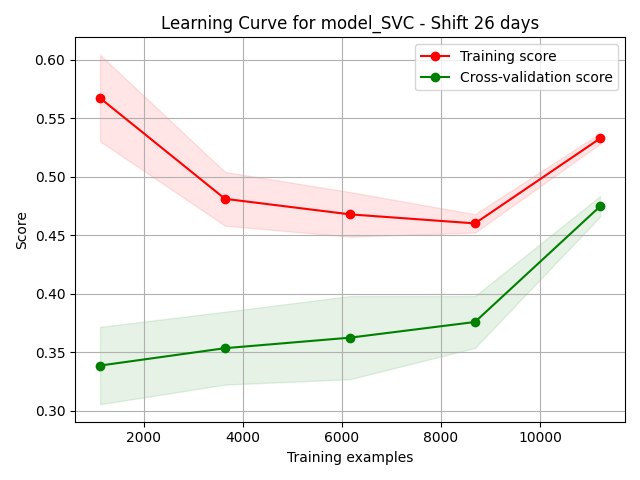 Learning Curve for model_SVC - Shift 26 days
Training score
Cross-validation score
0.60
0.55
0.50
0.45
0.40
0.35
0.30
Score
2000 4000 6000 8000 10000
Training examples